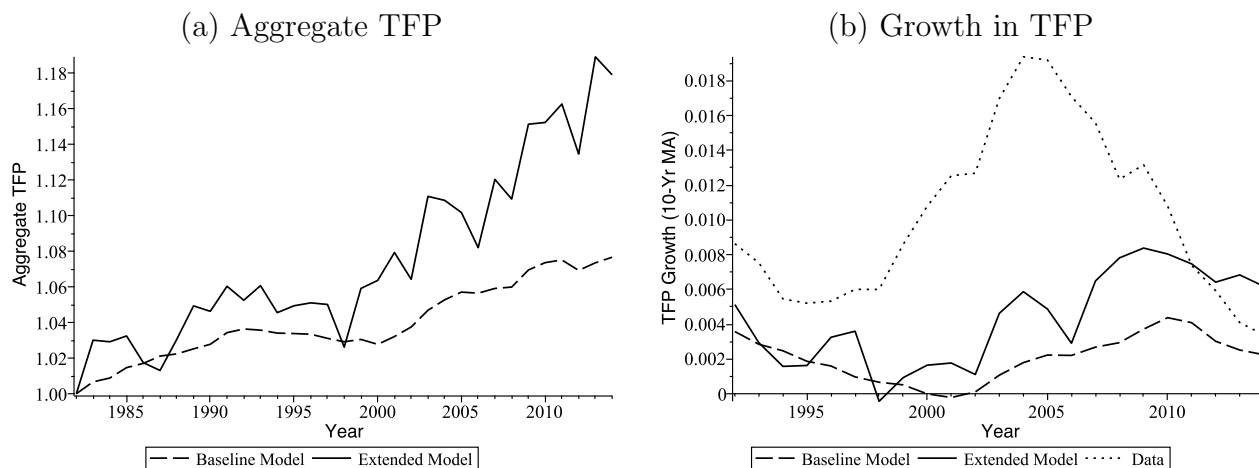 (a) Aggregate TFP
1.18
1.16
1.14
1.12
1.10
1.08
1.06
1.04
1.02
1.00
Aggregate TFP
1985 1990 1995 2000 2005 2010
Year
Baseline Model Extended Model
(b) Growth in TFP
0.018
0.016
0.014
0.012
0.010
0.008
0.006
0.004
0.002
0
TFP Growth (10-Yr MA)
1995 2000 2005 2010
Year
Baseline Model Extended Model Data